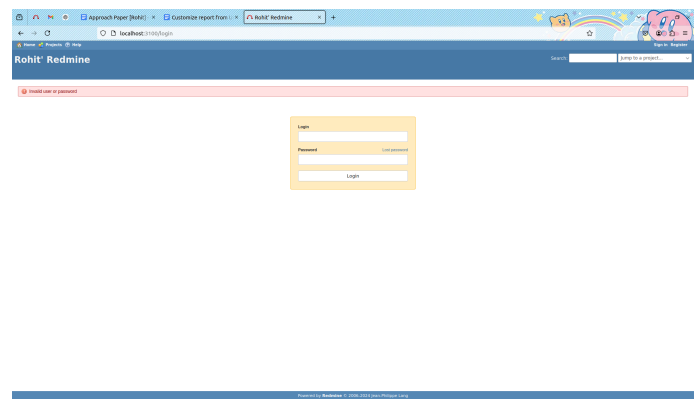 Approach Paper [Rohit]
Customize report from
Rohit' Redmine
localhost:3100/login
Home Projects Help
Sign in Register
Rohit' Redmine
Search:
Jump to a project...
Invalid user or password
Login
Password Lost password
Login
Powered by Redmine © 2006-2024 Jean-Philippe Lang